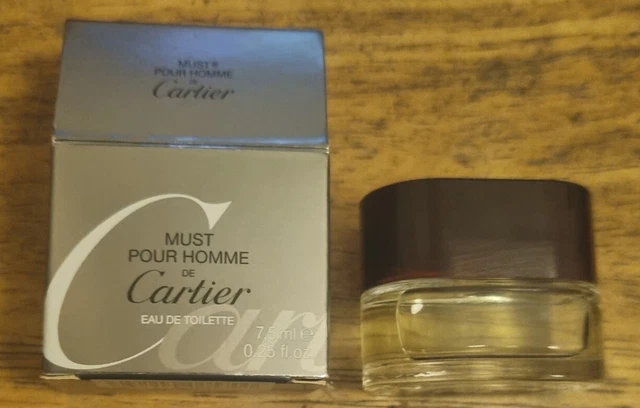 MUST
POUR HOMME
DE
Cartier
MUST
POUR HOMME
DE
Cartier
EAU DE TOILETTE
7.5 ml e
0.25 fl.oz.
Car